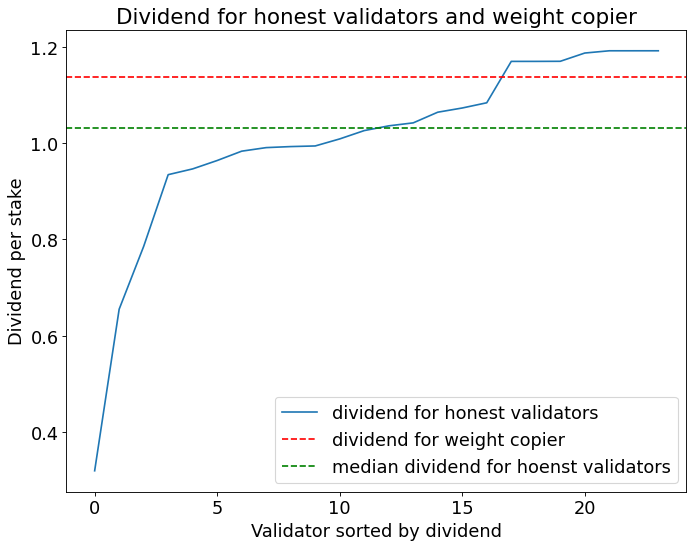 Dividend for honest validators and weight copier
Dividend per stake
1.2
1.0
0.8
0.6
0.4
dividend for honest validators
dividend for weight copier
median dividend for hoenst validators
0 5 10 15 20
Validator sorted by dividend